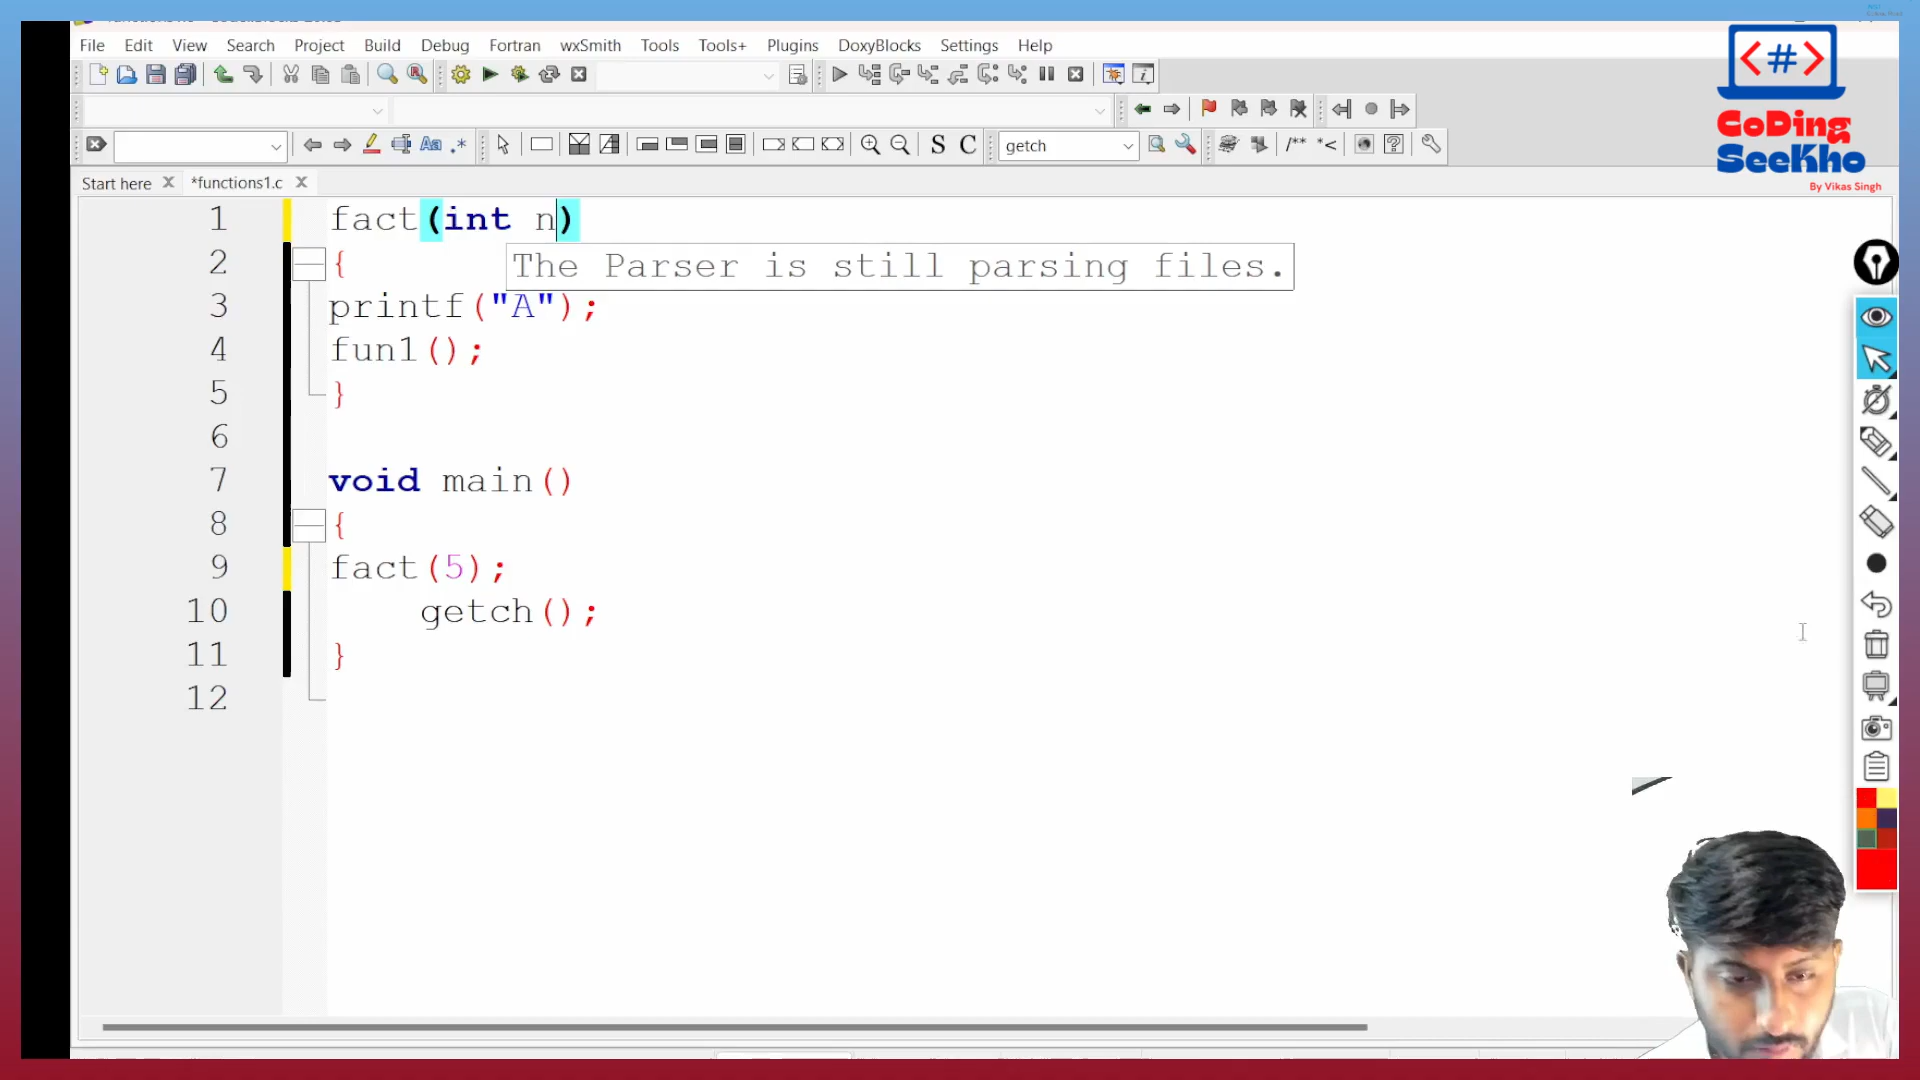 File Edit View Search Project Build Debug Fortran wxSmith Tools Tools+ Plugins DoxyBlocks Settings Help
<#>
CoDing
SeeKho
By Vikas Singh
Aa .* S C getch /** *<
Start here *functions1.c
1 fact(int n)
2 {
The Parser is still parsing files.
3 printf("A");
4 fun1();
5 }
6
7 void main()
8 {
9 fact(5);
10 getch();
11 }
12